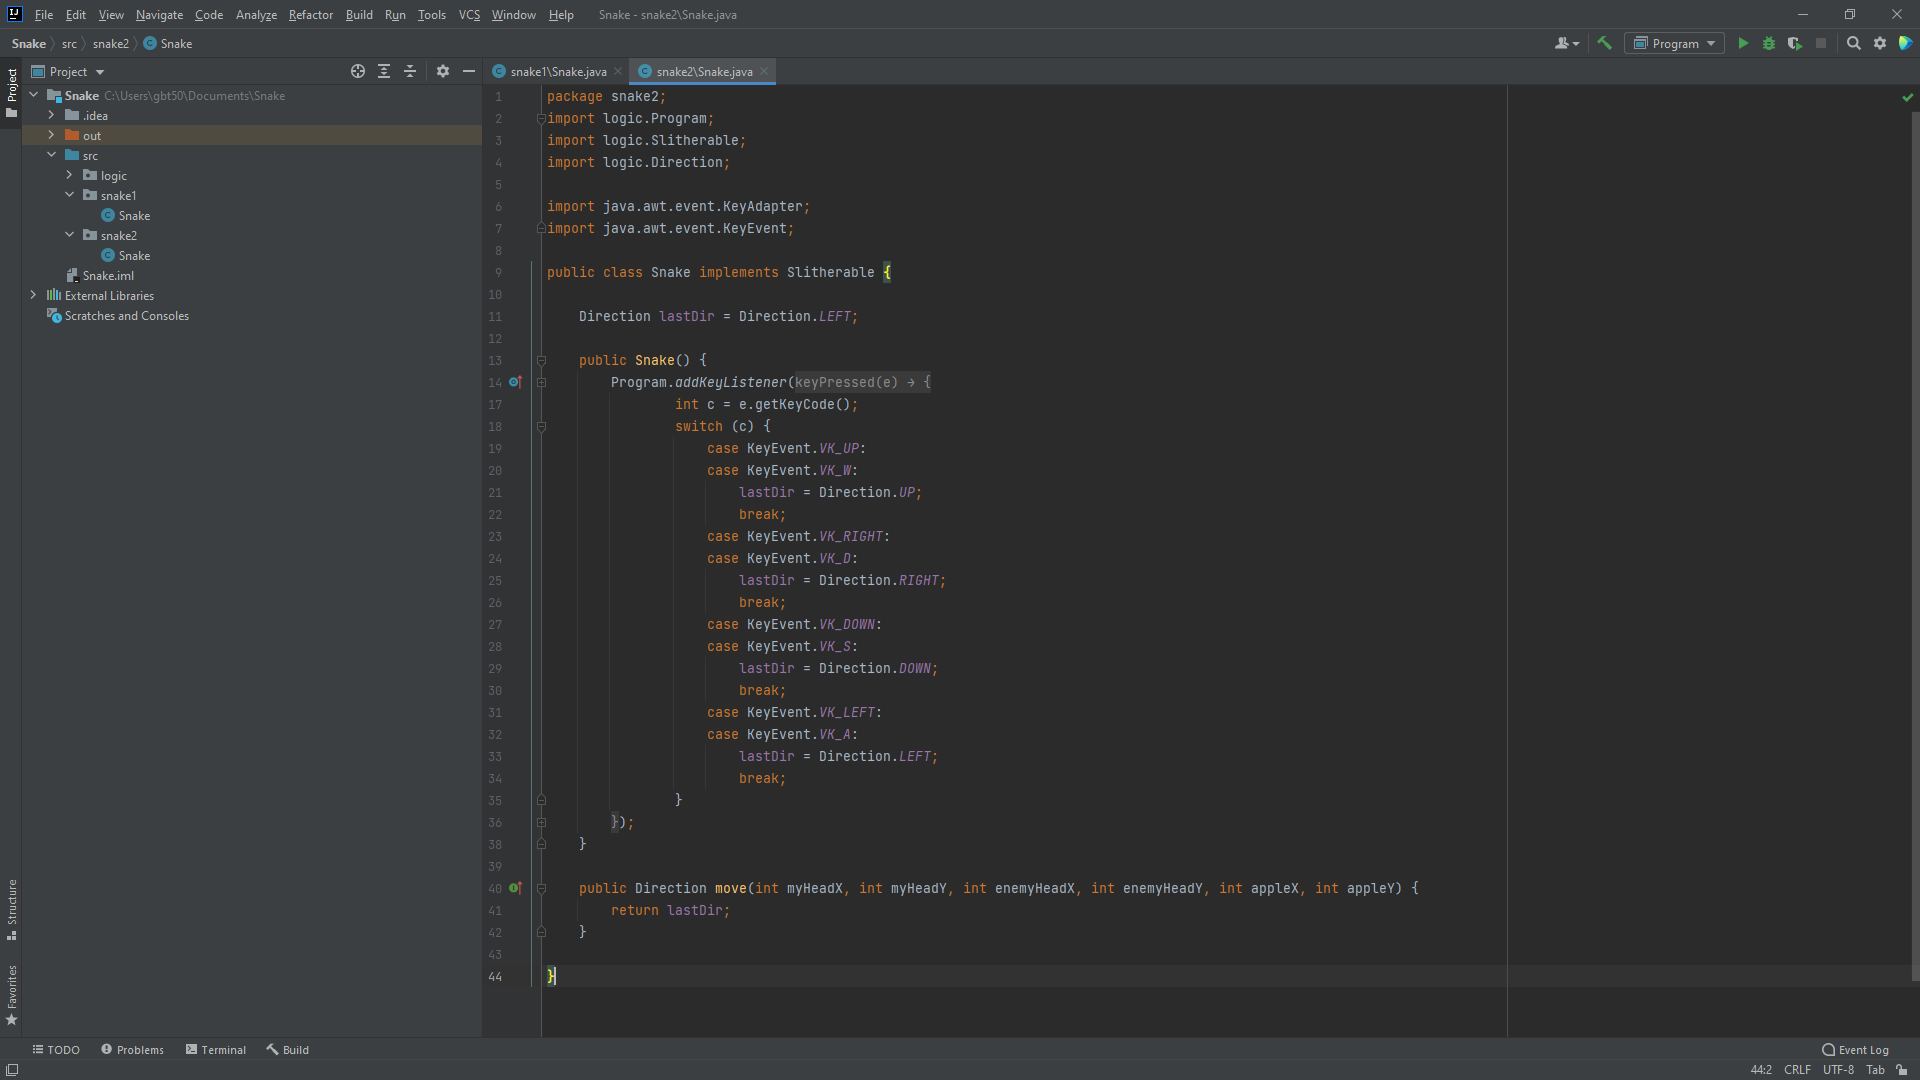 File Edit View Navigate Code Analyze Refactor Build Run Tools VCS Window Help Snake - snake2\Snake.java
Snake src snake2 Snake
Program
Project
Project
snake1\Snake.java
snake2\Snake.java
Snake C:\Users\gbt50\Documents\Snake
.idea
out
src
logic
snake1
Snake
snake2
Snake
Snake.iml
External Libraries
Scratches and Consoles
Structure
Favorites
1 package snake2;
2 import logic.Program;
3 import logic.Slitherable;
4 import logic.Direction;
5
6 import java.awt.event.KeyAdapter;
7 import java.awt.event.KeyEvent;
8
9 public class Snake implements Slitherable {
10
11 Direction lastDir = Direction.LEFT;
12
13 public Snake() {
14 Program.addKeyListener(keyPressed(e) → {
17 int c = e.getKeyCode();
18 switch (c) {
19 case KeyEvent.VK_UP:
20 case KeyEvent.VK_W:
21 lastDir = Direction.UP;
22 break;
23 case KeyEvent.VK_RIGHT:
24 case KeyEvent.VK_D:
25 lastDir = Direction.RIGHT;
26 break;
27 case KeyEvent.VK_DOWN:
28 case KeyEvent.VK_S:
29 lastDir = Direction.DOWN;
30 break;
31 case KeyEvent.VK_LEFT:
32 case KeyEvent.VK_A:
33 lastDir = Direction.LEFT;
34 break;
35 }
36 });
38 }
39
40 public Direction move(int myHeadX, int myHeadY, int enemyHeadX, int enemyHeadY, int appleX, int appleY) {
41 return lastDir;
42 }
43
44 }
TODO Problems Terminal Build Event Log
44:2 CRLF UTF-8 Tab